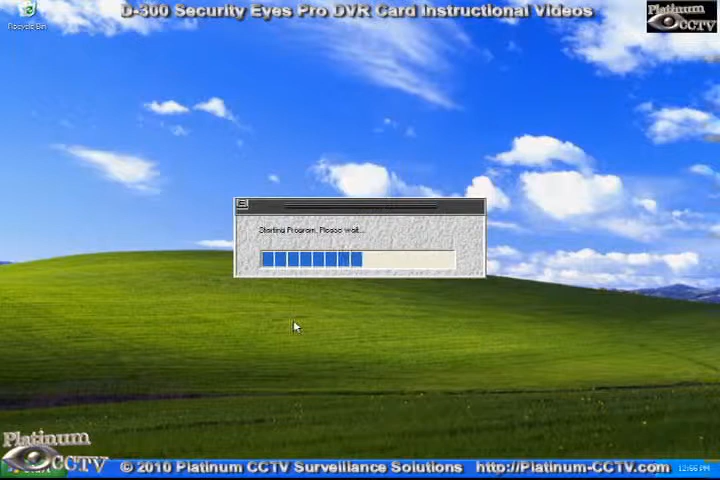 D-300 Security Eyes Pro DVR Card Instructional Videos
Platinum
CCTV
Recycle Bin
Starting Program, Please wait...
Platinum
CCTV
© 2010 Platinum CCTV Surveillance Solutions http://Platinum-CCTV.com